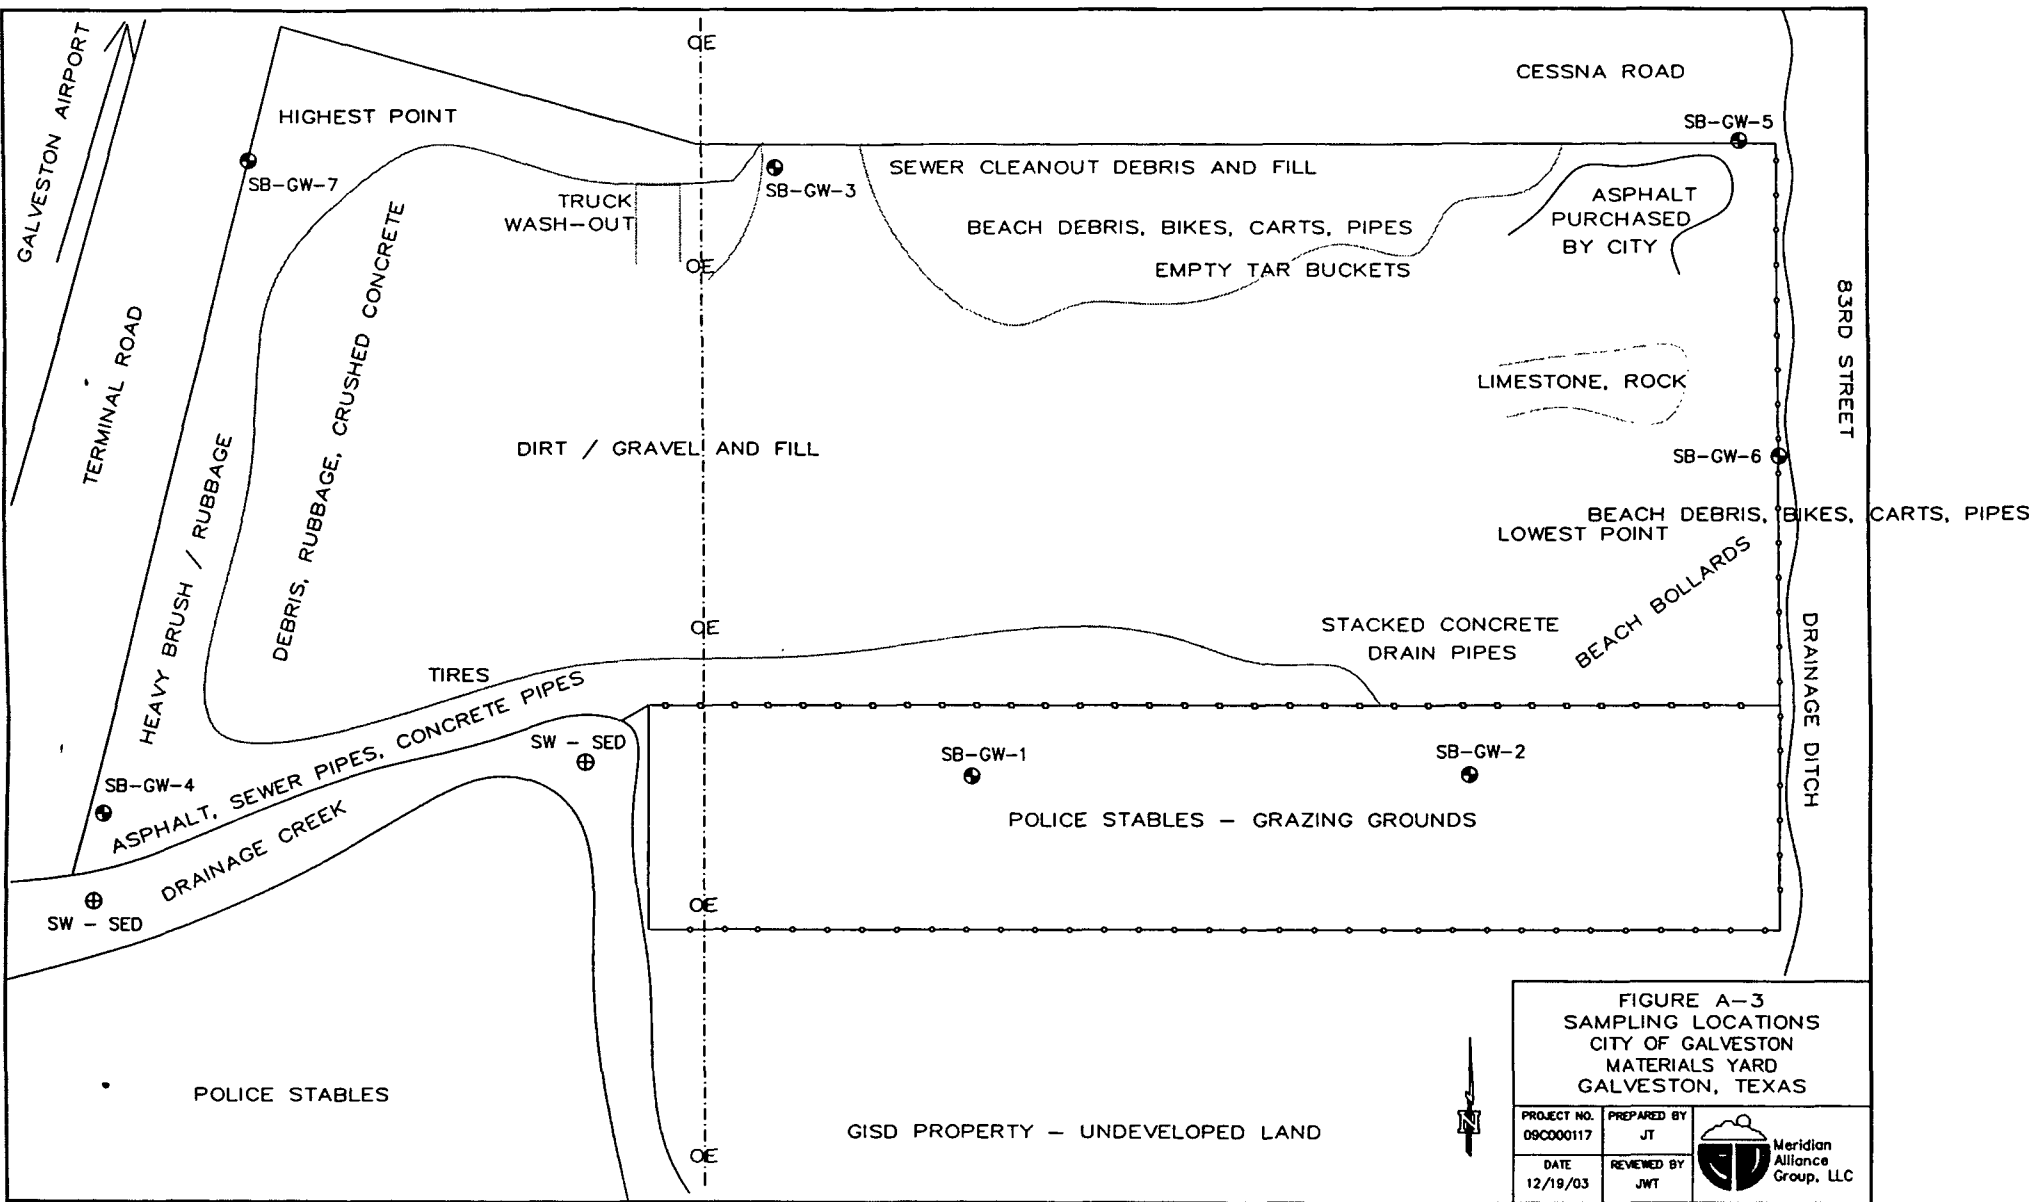 GALVESTON AIRPORT
TERMINAL ROAD
HIGHEST POINT
CESSNA ROAD
SB-GW-5
SB-GW-7
SB-GW-3
SEWER CLEANOUT DEBRIS AND FILL
TRUCK
WASH-OUT
ASPHALT
PURCHASED
BY CITY
BEACH DEBRIS, BIKES, CARTS, PIPES
EMPTY TAR BUCKETS
OE
OE
OE
OE
OE
83RD STREET
DEBRIS, RUBBAGE, CRUSHED CONCRETE
HEAVY BRUSH / RUBBAGE
LIMESTONE, ROCK
DIRT / GRAVEL AND FILL
SB-GW-6
BEACH DEBRIS, BIKES, CARTS, PIPES
LOWEST POINT
BEACH BOLLARDS
STACKED CONCRETE
DRAIN PIPES
DRAINAGE DITCH
TIRES
ASPHALT, SEWER PIPES, CONCRETE PIPES
SW - SED
SB-GW-1
SB-GW-2
SB-GW-4
POLICE STABLES - GRAZING GROUNDS
DRAINAGE CREEK
SW - SED
POLICE STABLES
GISD PROPERTY - UNDEVELOPED LAND
N
FIGURE A-3
SAMPLING LOCATIONS
CITY OF GALVESTON
MATERIALS YARD
GALVESTON, TEXAS
PROJECT NO.
09C000117
PREPARED BY
JT
DATE
12/19/03
REVIEWED BY
JWT
Meridian
Alliance
Group, LLC